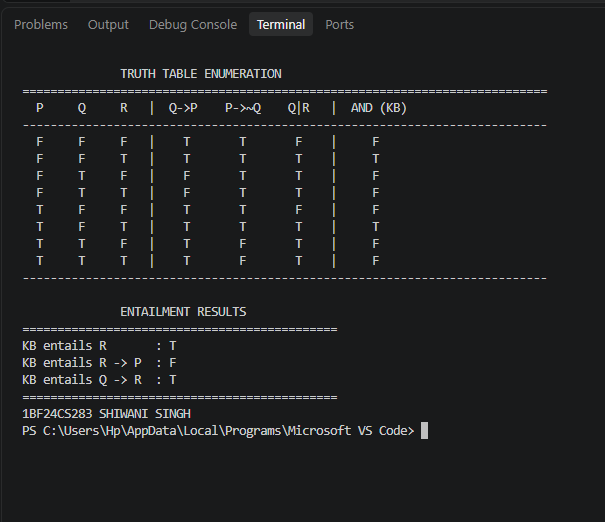 Problems Output Debug Console Terminal Ports
TRUTH TABLE ENUMERATION
===========================================================================
P Q R | Q->P P->~Q Q|R | AND (KB)
---------------------------------------------------------------------------
F F F | T T F | F
F F T | T T T | T
F T F | F T T | F
F T T | F T T | F
T F F | T T F | F
T F T | T T T | T
T T F | T F T | F
T T T | T F T | F
---------------------------------------------------------------------------
ENTAILMENT RESULTS
=============================================
KB entails R : T
KB entails R -> P : F
KB entails Q -> R : T
=============================================
1BF24CS283 SHIWANI SINGH
PS C:\Users\Hp\AppData\Local\Programs\Microsoft VS Code>